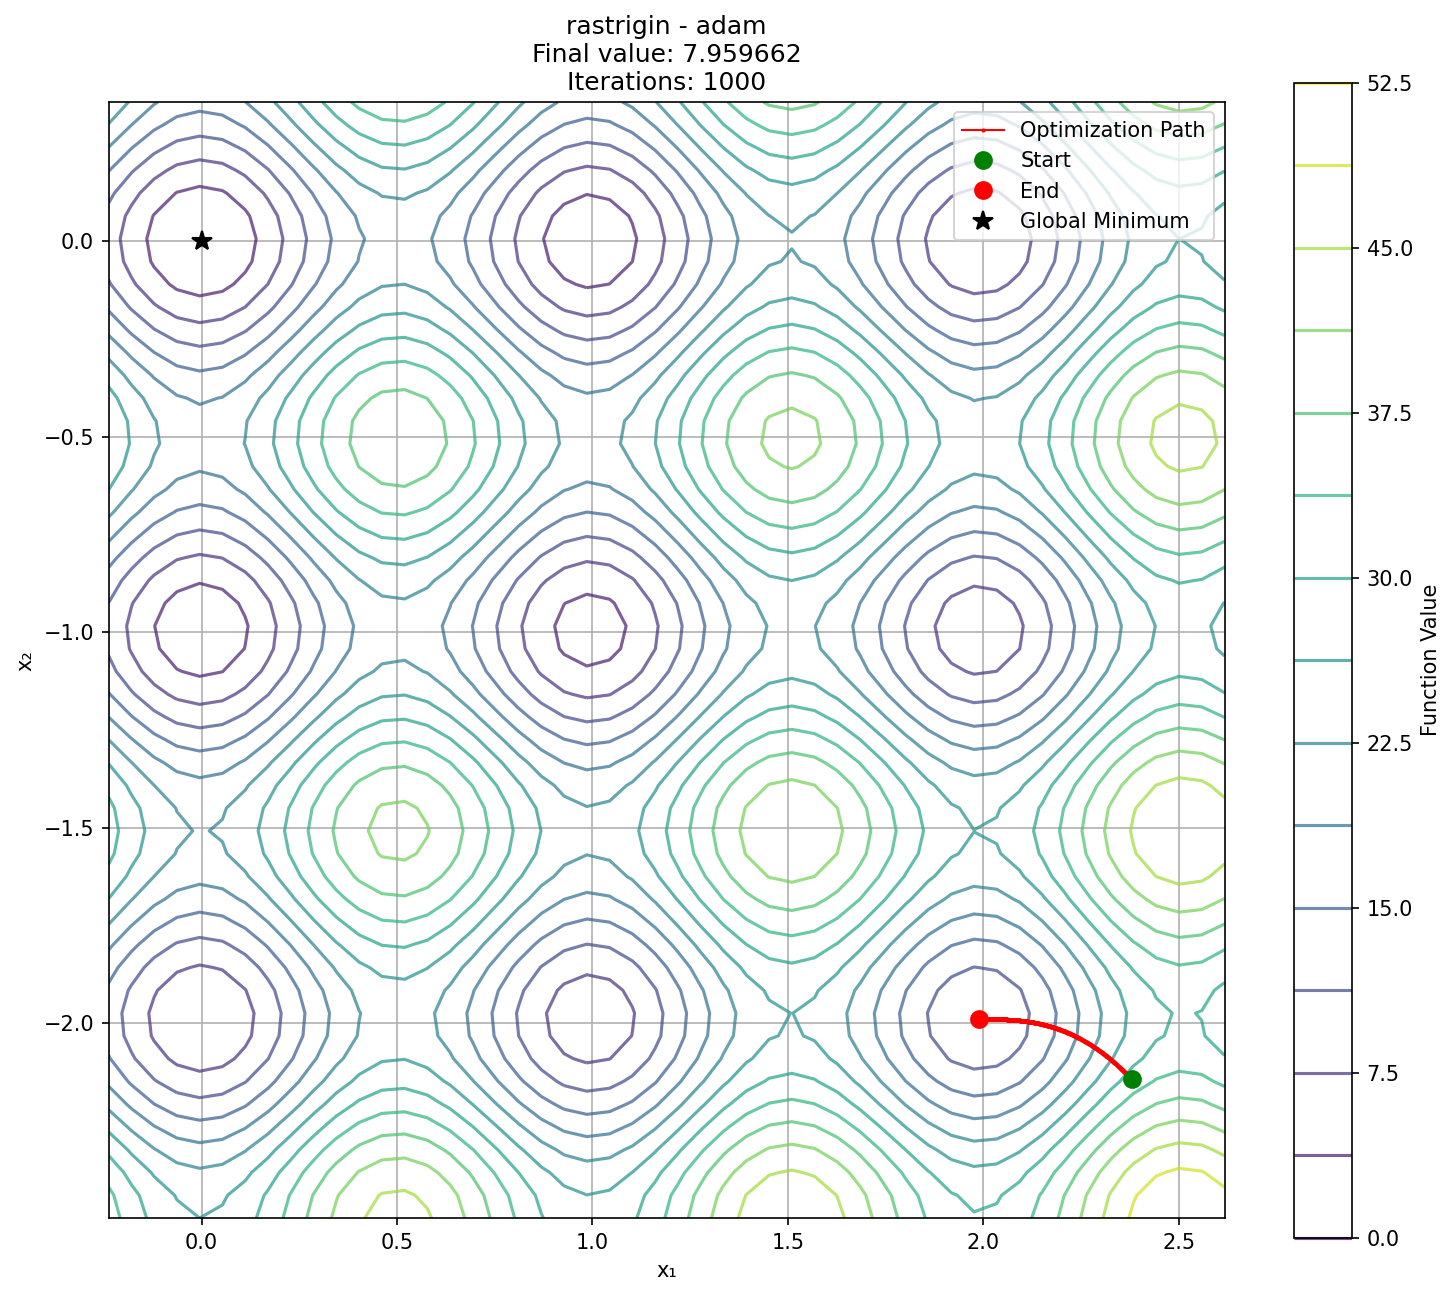 rastrigin - adam
Final value: 7.959662
Iterations: 1000
Optimization Path
Start
End
Global Minimum
0.0
−0.5
−1.0
−1.5
−2.0
x₂
0.0
0.5
1.0
1.5
2.0
2.5
x₁
52.5
45.0
37.5
30.0
22.5
15.0
7.5
0.0
Function Value